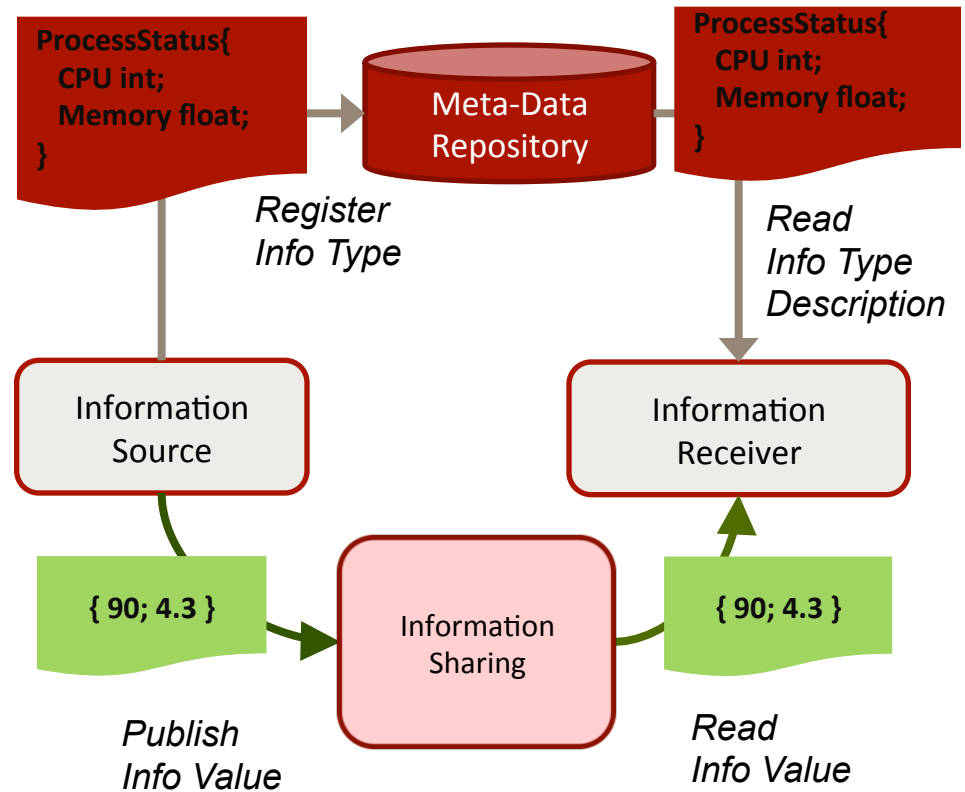 ProcessStatus{
CPU int;
Memory float;
}
Meta-Data
Repository
ProcessStatus{
CPU int;
Memory float;
}
Register
Info Type
Read
Info Type
Description
Information
Source
Information
Receiver
{ 90; 4.3 }
Information
Sharing
{ 90; 4.3 }
Publish
Info Value
Read
Info Value